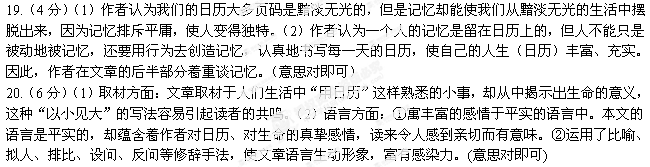 19.（4 分）（1）作者认为我们的日历大多页码是黯淡无光的，但是记忆却能使我们从黯淡无光的生活中摆
脱出来，因为记忆排斥平庸，使人变得独特。（2）作者认为一个人的记忆是留在日历上的，但人不能只是
被动地被记忆，还要用行为去创造记忆，认真地书写每一天的日历，使自己的人生（日历）丰富、充实。
因此，作者在文章的后半部分着重谈记忆。（意思对即可）
20.（6 分）（1）取材方面：文章取材于人们生活中“用日历”这样熟悉的小事，却从中揭示出生命的意义，
这种“以小见大”的写法容易引起读者的共鸣。（2）语言方面：①寓丰富的感情于平实的语言中。本文的
语言是平实的，却蕴含着作者对日历、对生命的真挚感情，读来令人感到亲切而有意味。②运用了比喻、
拟人、排比、设问、反问等修辞手法，使文章语言生动形象，富有感染力。（意思对即可）